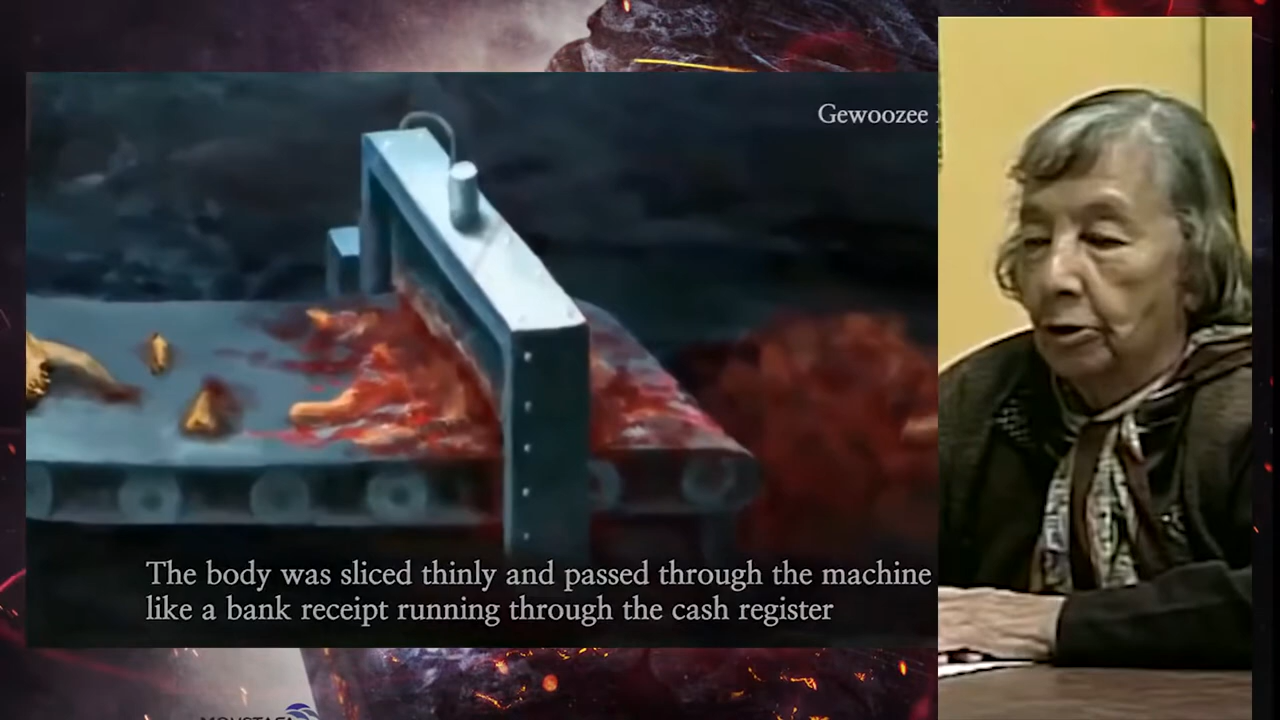 Gewoozee
The body was sliced thinly and passed through the machine
like a bank receipt running through the cash register